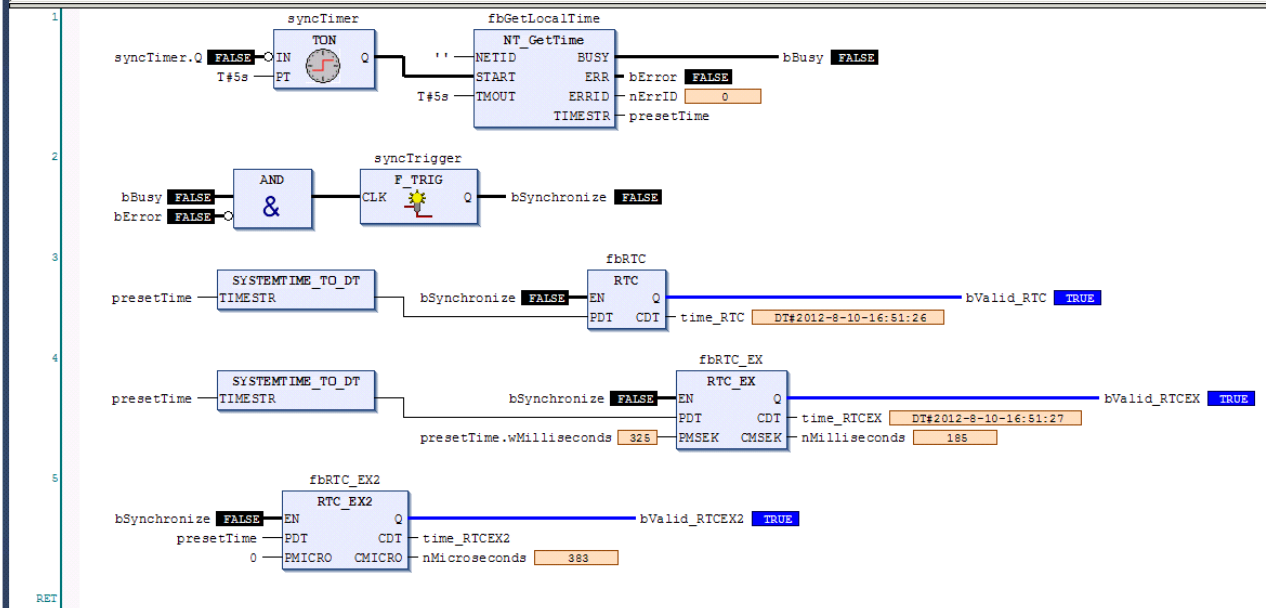 1
syncTimer fbGetLocalTime
TON NT_GetTime
syncTimer.Q FALSE IN Q '' NETID BUSY bBusy FALSE
T#5s PT START ERR bError FALSE
T#5s TMOUT ERRID nErrID 0
TIMESTR presetTime
2
syncTrigger
AND F_TRIG
bBusy FALSE & CLK Q bSynchronize FALSE
bError FALSE
3
fbRTC
SYSTEMTIME_TO_DT RTC
presetTime TIMESTR bSynchronize FALSE EN Q bValid_RTC TRUE
PDT CDT time_RTC DT#2012-8-10-16:51:26
4
fbRTC_EX
SYSTEMTIME_TO_DT RTC_EX
presetTime TIMESTR bSynchronize FALSE EN Q bValid_RTCEX TRUE
PDT CDT time_RTCEX DT#2012-8-10-16:51:27
presetTime.wMilliseconds 325 PMSEK CMSEK nMilliseconds 185
5
fbRTC_EX2
RTC_EX2
bSynchronize FALSE EN Q bValid_RTCEX2 TRUE
presetTime PDT CDT time_RTCEX2
0 PMICRO CMICRO nMicroseconds 383
RET